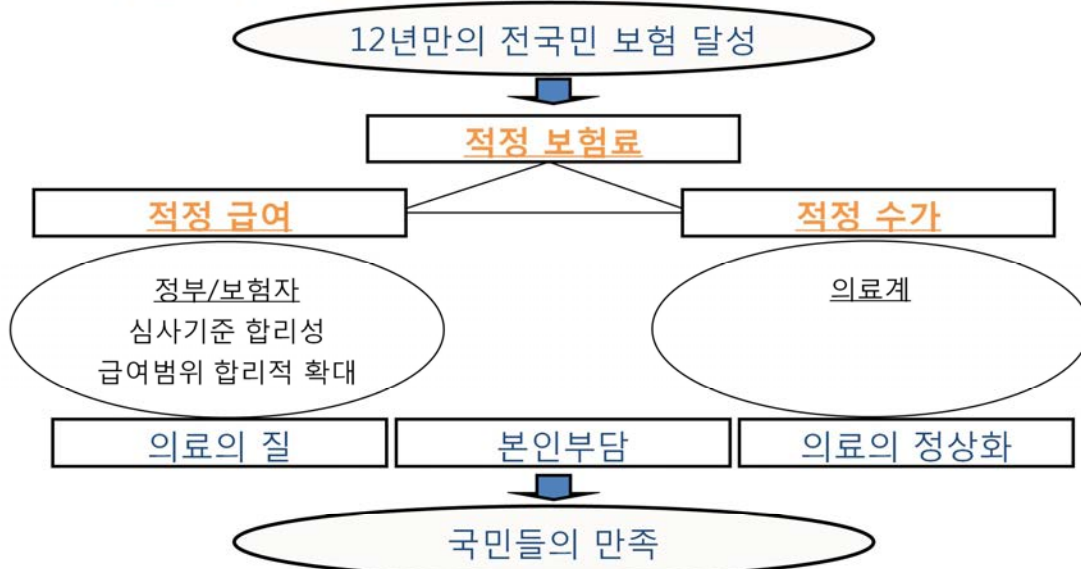 12년만의 전국민 보험 달성
적정 보험료
적정 급여
적정 수가
정부/보험자
심사기준 합리성
급여범위 합리적 확대
의료계
의료의 질
본인부담
의료의 정상화
국민들의 만족